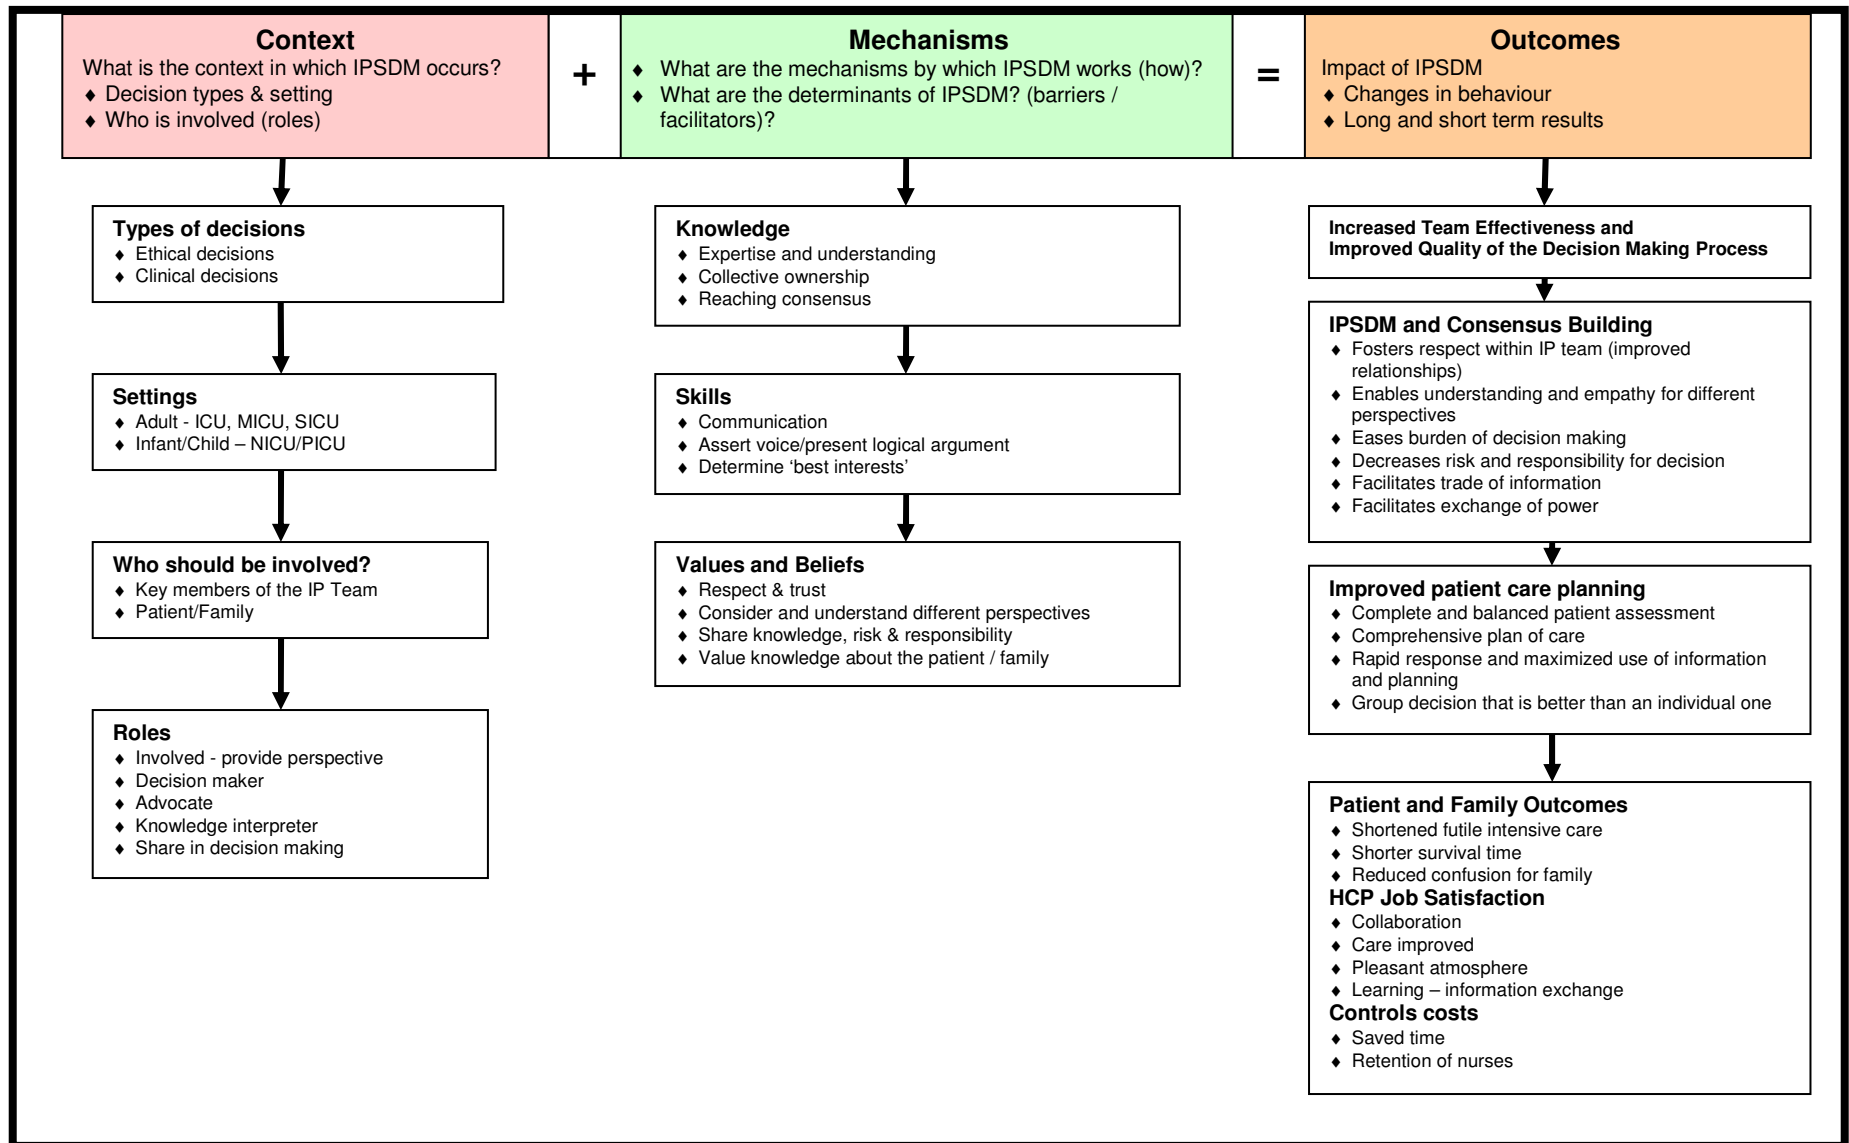 Context
What is the context in which IPSDM occurs?
♦ Decision types & setting
♦ Who is involved (roles)
+
Mechanisms
♦ What are the mechanisms by which IPSDM works (how)?
♦ What are the determinants of IPSDM? (barriers /
facilitators)?
=
Outcomes
Impact of IPSDM
♦ Changes in behaviour
♦ Long and short term results
Types of decisions
♦ Ethical decisions
♦ Clinical decisions
Settings
♦ Adult - ICU, MICU, SICU
♦ Infant/Child – NICU/PICU
Who should be involved?
♦ Key members of the IP Team
♦ Patient/Family
Roles
♦ Involved - provide perspective
♦ Decision maker
♦ Advocate
♦ Knowledge interpreter
♦ Share in decision making
Knowledge
♦ Expertise and understanding
♦ Collective ownership
♦ Reaching consensus
Skills
♦ Communication
♦ Assert voice/present logical argument
♦ Determine ‘best interests’
Values and Beliefs
♦ Respect & trust
♦ Consider and understand different perspectives
♦ Share knowledge, risk & responsibility
♦ Value knowledge about the patient / family
Increased Team Effectiveness and
Improved Quality of the Decision Making Process
IPSDM and Consensus Building
♦ Fosters respect within IP team (improved
relationships)
♦ Enables understanding and empathy for different
perspectives
♦ Eases burden of decision making
♦ Decreases risk and responsibility for decision
♦ Facilitates trade of information
♦ Facilitates exchange of power
Improved patient care planning
♦ Complete and balanced patient assessment
♦ Comprehensive plan of care
♦ Rapid response and maximized use of information
and planning
♦ Group decision that is better than an individual one
Patient and Family Outcomes
♦ Shortened futile intensive care
♦ Shorter survival time
♦ Reduced confusion for family
HCP Job Satisfaction
♦ Collaboration
♦ Care improved
♦ Pleasant atmosphere
♦ Learning – information exchange
Controls costs
♦ Saved time
♦ Retention of nurses